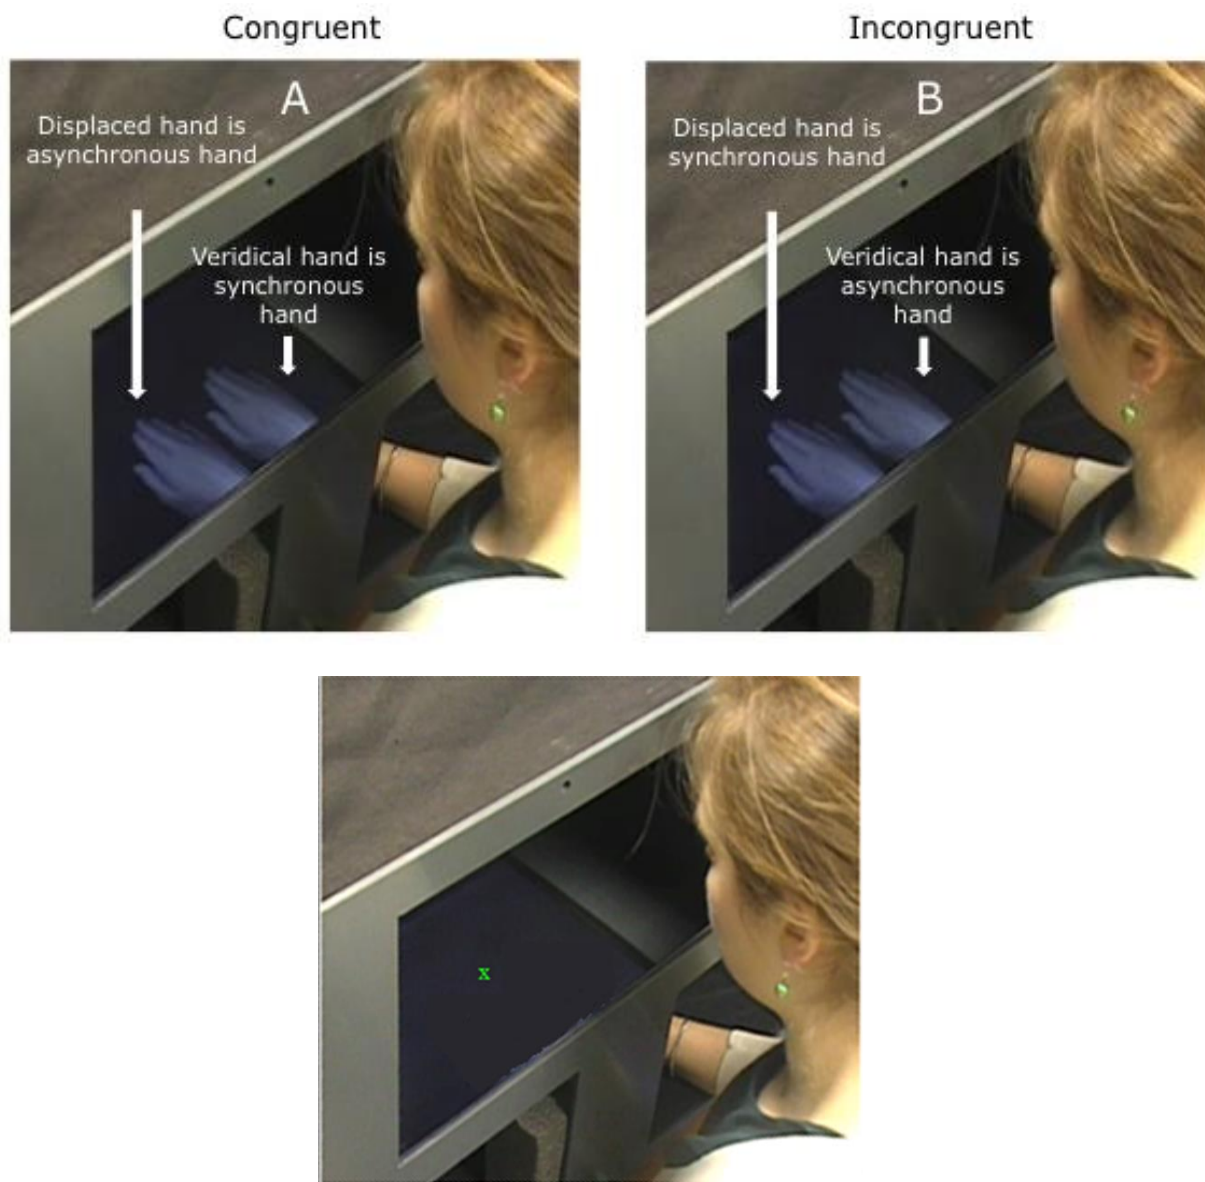 Congruent
Incongruent
A
Displaced hand is
asynchronous hand
Veridical hand is
synchronous
hand
B
Displaced hand is
synchronous hand
Veridical hand is
asynchronous
hand
x